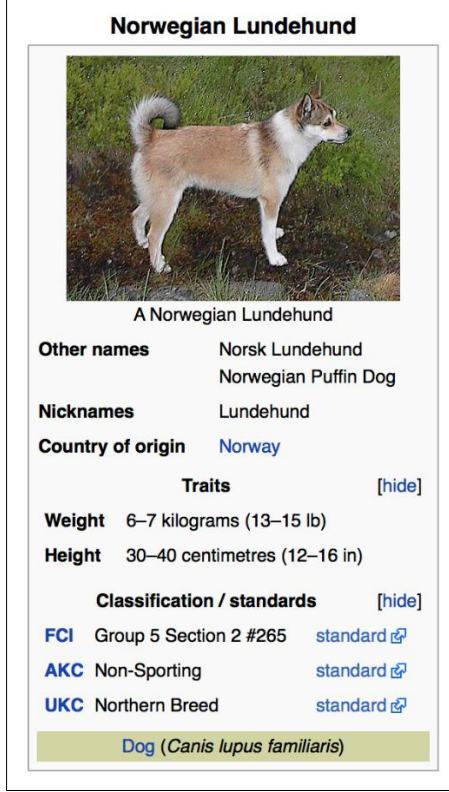 Norwegian Lundehund
A Norwegian Lundehund
Other names Norsk Lundehund
Norwegian Puffin Dog
Nicknames Lundehund
Country of origin Norway
Traits [hide]
Weight 6–7 kilograms (13–15 lb)
Height 30–40 centimetres (12–16 in)
Classification / standards [hide]
FCI Group 5 Section 2 #265 standard
AKC Non-Sporting standard
UKC Northern Breed standard
Dog (Canis lupus familiaris)